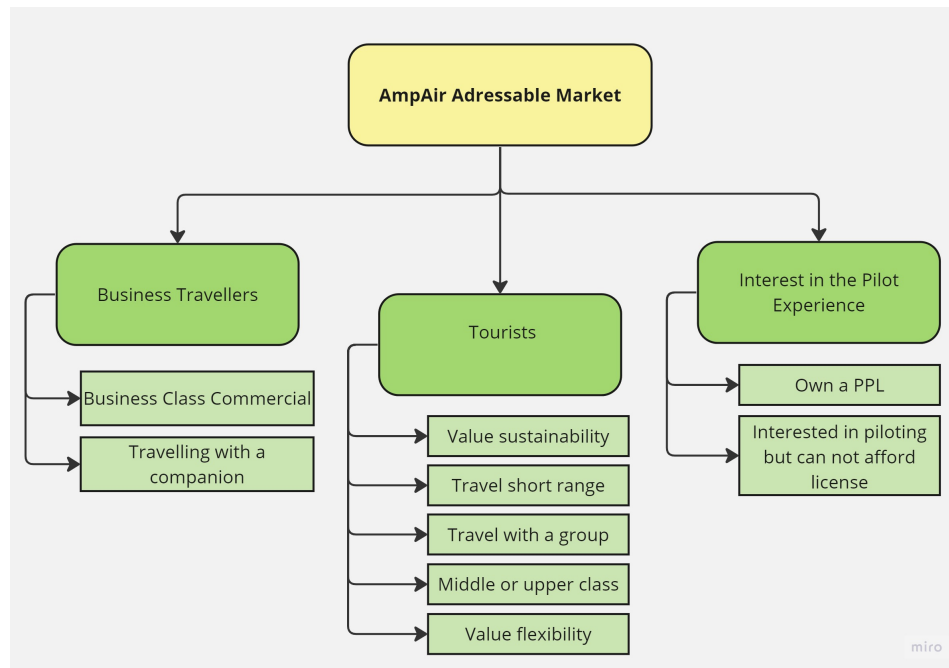 AmpAir Adressable Market
Business Travellers
Business Class Commercial
Travelling with a
companion
Tourists
Value sustainability
Travel short range
Travel with a group
Middle or upper class
Value flexibility
Interest in the Pilot
Experience
Own a PPL
Interested in piloting
but can not afford
license
miro